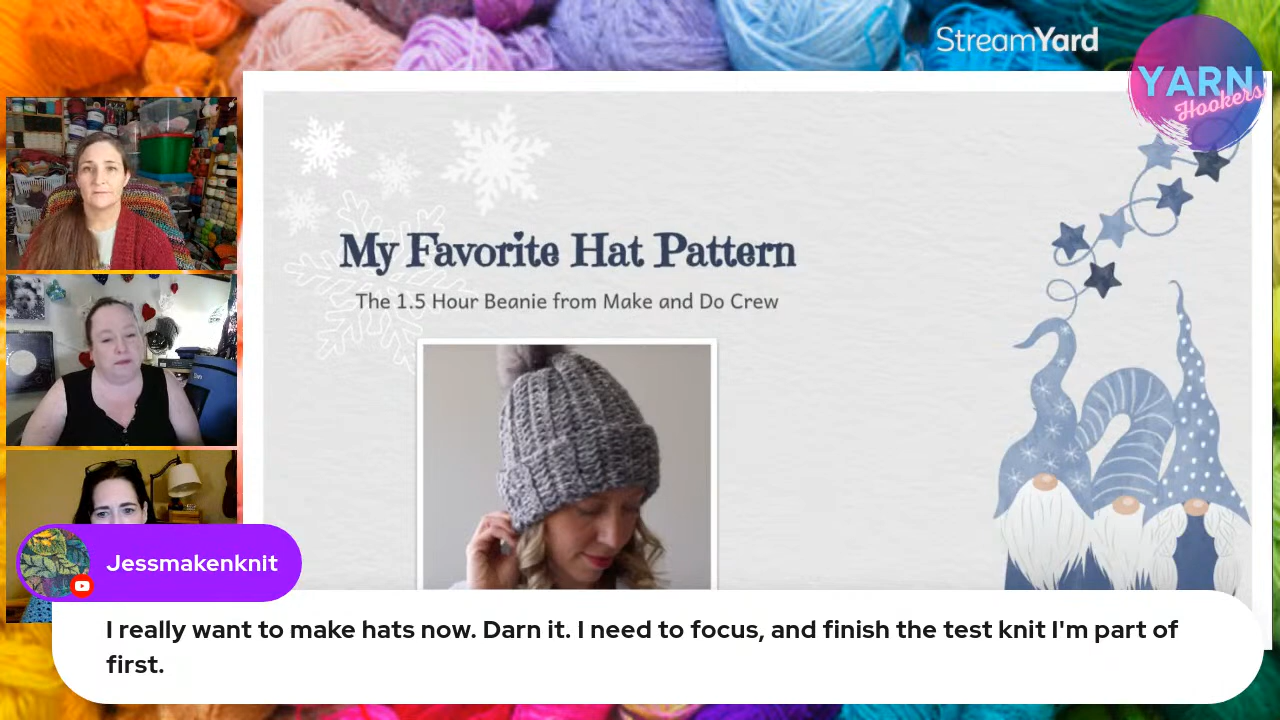 StreamYard
YARN
Hookers
My Favorite Hat Pattern
The 1.5 Hour Beanie from Make and Do Crew
Jessmakenknit
I really want to make hats now. Darn it. I need to focus, and finish the test knit I'm part of
first.